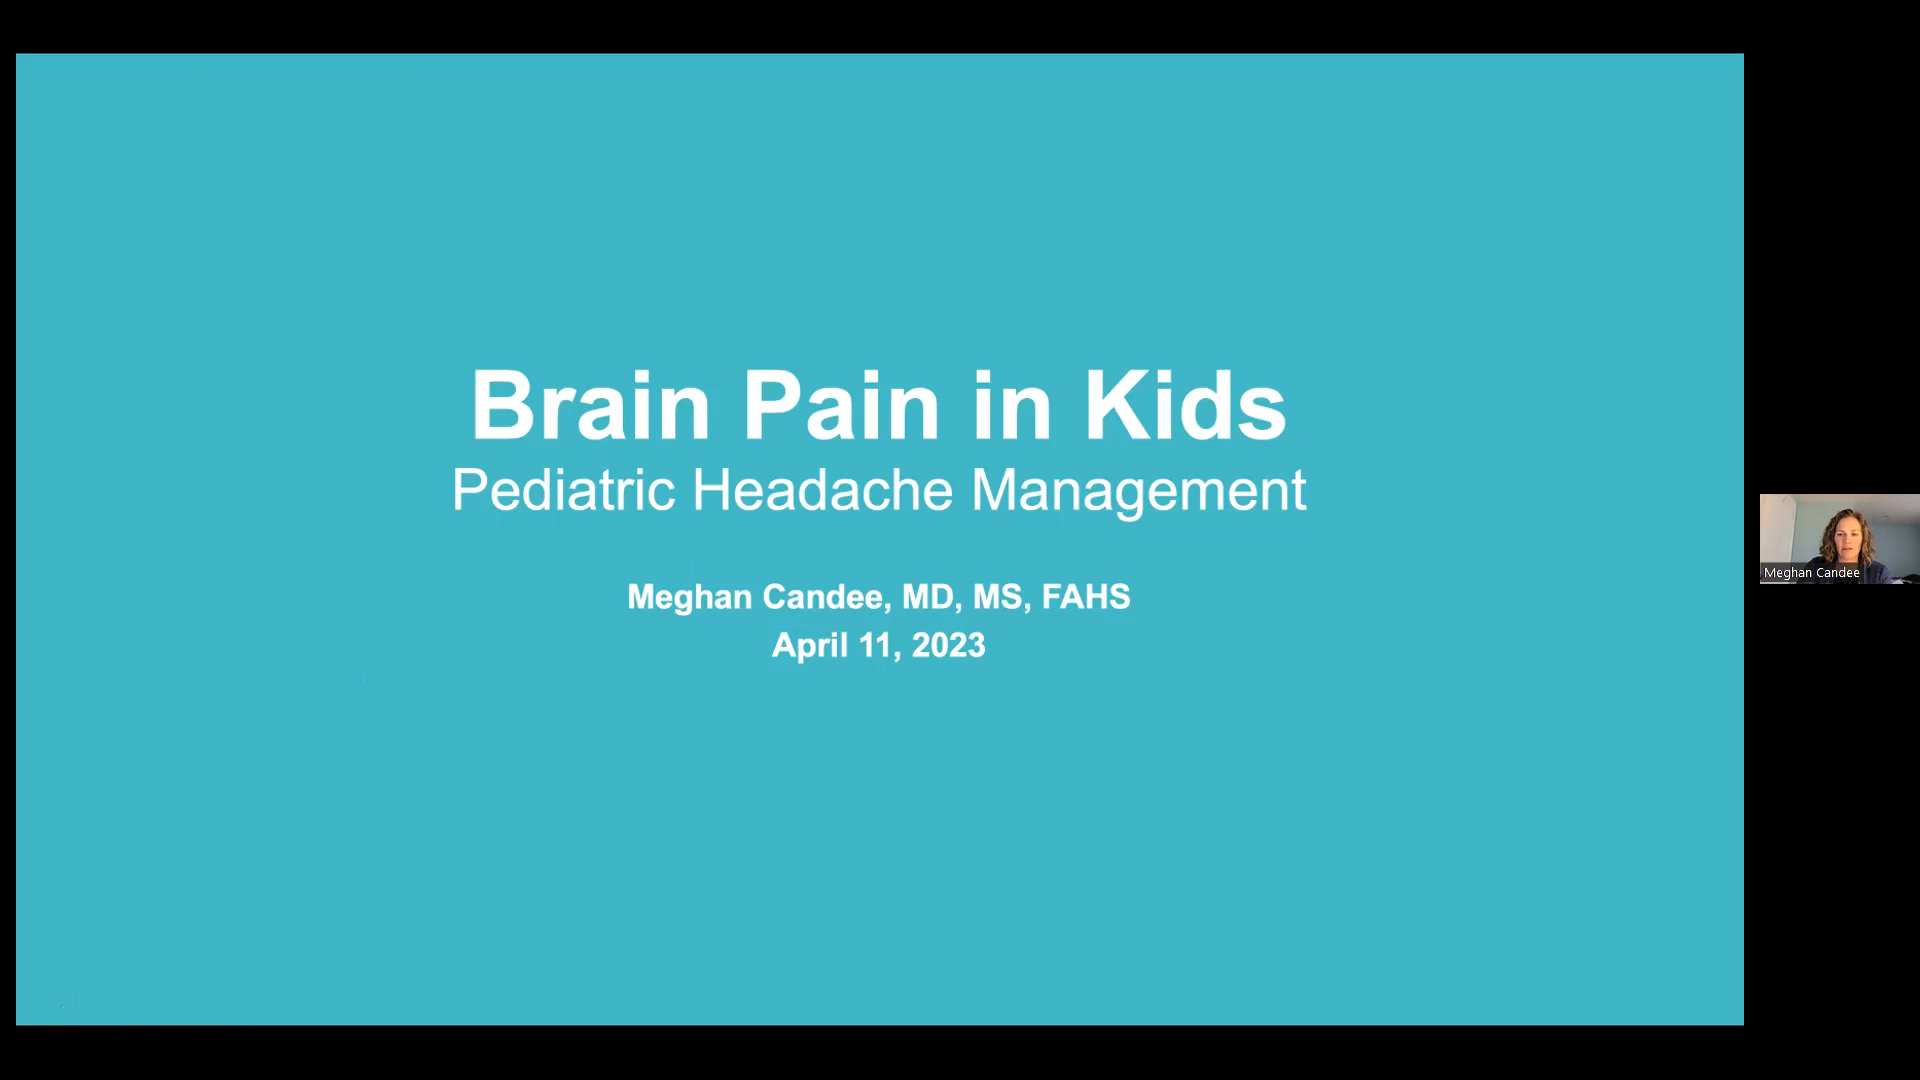 Brain Pain in Kids
Pediatric Headache Management
Meghan Candee, MD, MS, FAHS
April 11, 2023
Meghan Candee